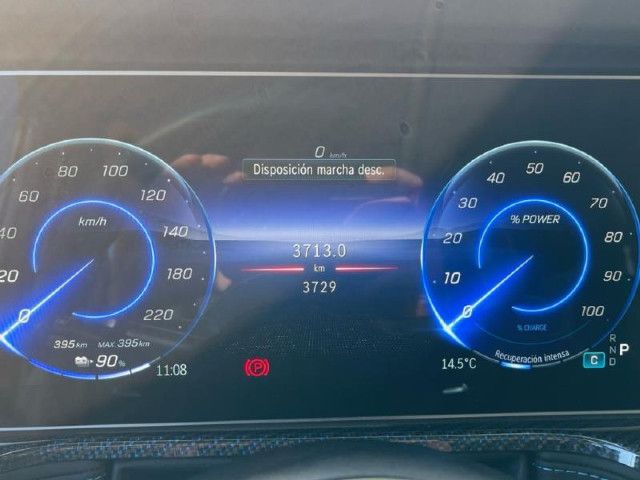 0 km/h
Disposición marcha desc.
3713.0
km
3729
km/h
0
20
40
60
80
100
120
140
180
220
395km MAX. 395km
90%
11:08
% POWER
0
10
20
30
40
50
60
70
80
90
100
% CHARGE
Recuperación intensa
14.5°C
C
R
N
D
P
(P)